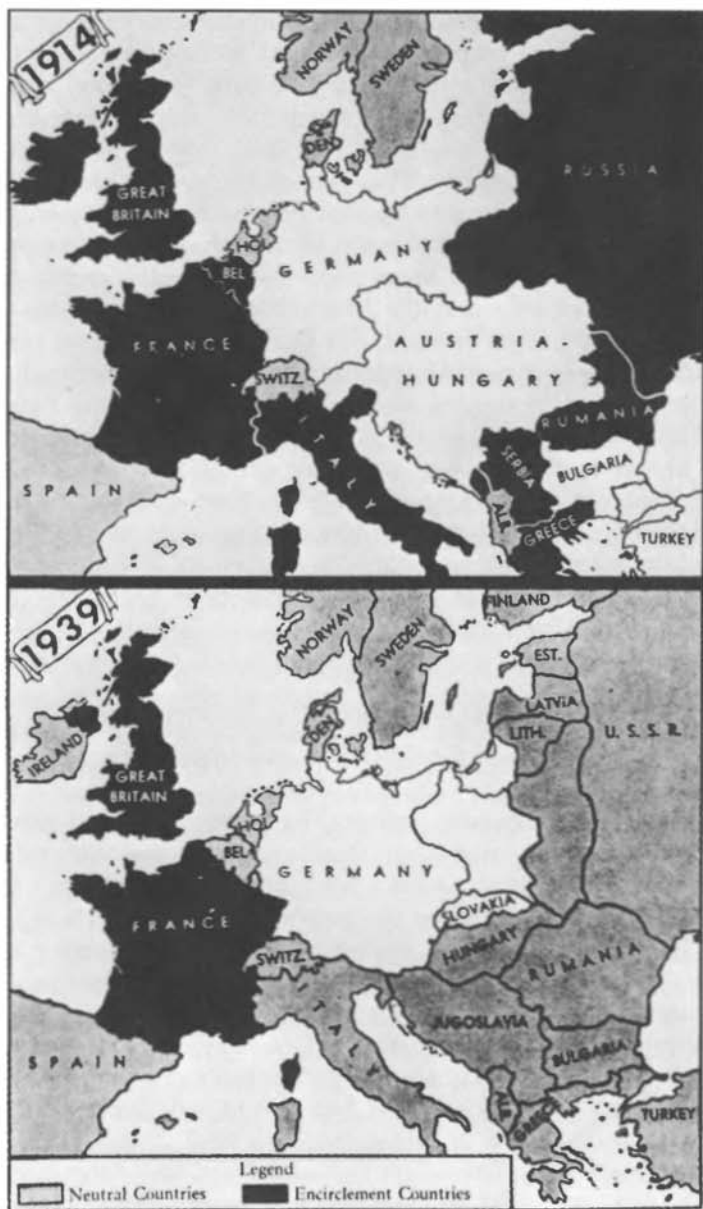 1914
NORWAY
SWEDEN
DEN.
RUSSIA
GREAT
BRITAIN
HOL.
BEL
GERMANY
FRANCE
AUSTRIA-
HUNGARY
SWITZ.
ITALY
RUMANIA
SERBIA
BULGARIA
SPAIN
ALB.
GREECE
TURKEY
1939
FINLAND
NORWAY
SWEDEN
EST.
LATVIA
DEN.
LITH.
U. S. S. R.
IRELAND
GREAT
BRITAIN
HOL.
BEL
GERMANY
FRANCE
SLOVAKIA
SWITZ.
HUNGARY
RUMANIA
ITALY
JUGOSLAVIA
SPAIN
BULGARIA
ALB.
GREECE
TURKEY
Legend
Neutral Countries
Encirclement Countries